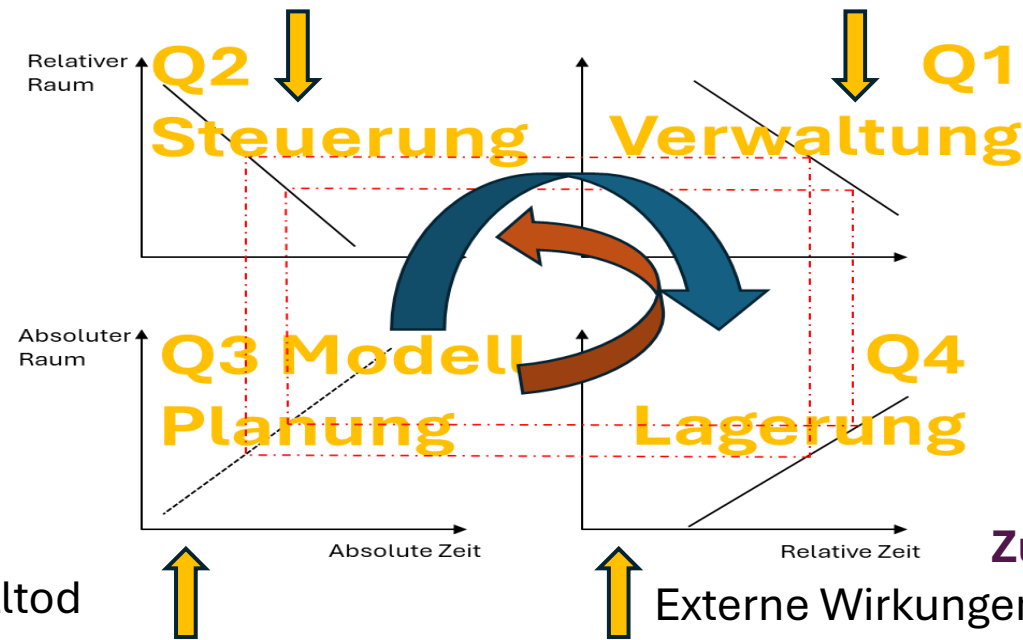 Relativer
Raum
Q2
Steuerung
Q1
Verwaltung
Absoluter
Raum
Q3 Modell
Planung
Q4
Lagerung
Absolute Zeit
Relative Zeit
ltod
Externe Wirkungen